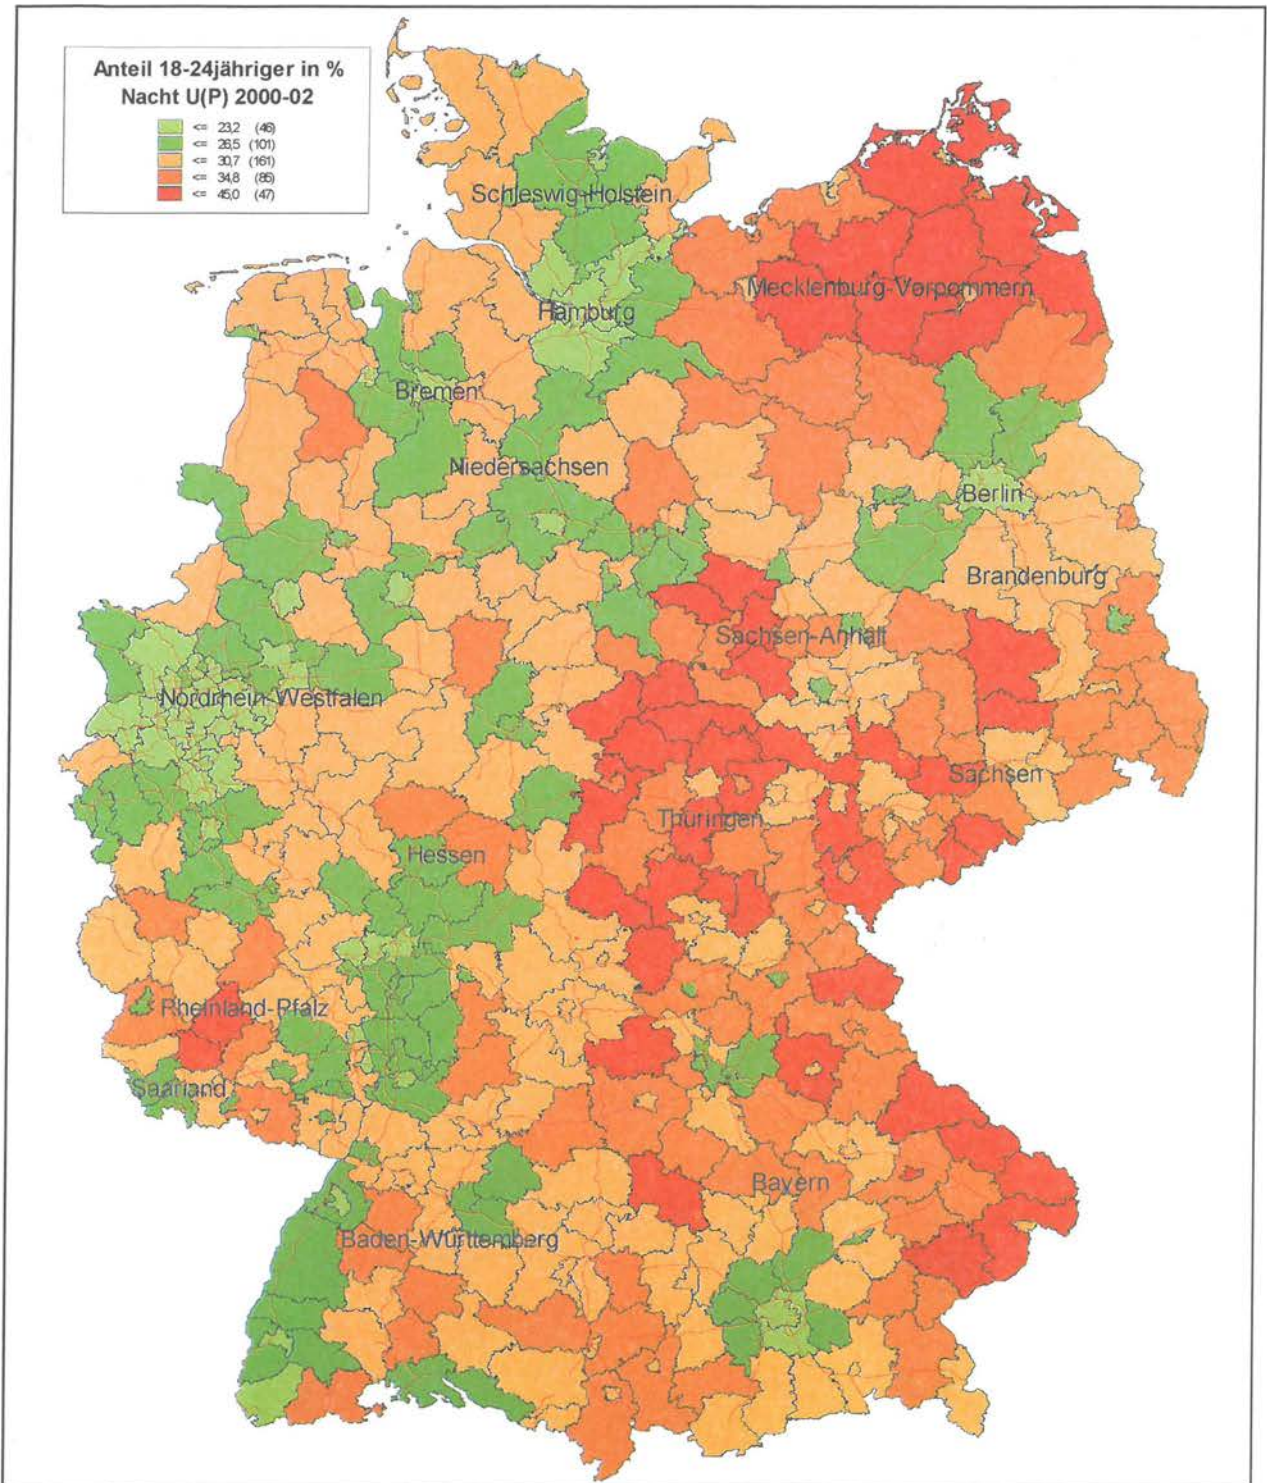 Anteil 18-24jähriger in %
Nacht U(P) 2000-02
<= 23,2 (46)
<= 26,5 (101)
<= 30,7 (161)
<= 34,8 (85)
<= 45,0 (47)
Schleswig-Holstein
Mecklenburg-Vorpommern
Hamburg
Bremen
Niedersachsen
Berlin
Brandenburg
Sachsen-Anhalt
Nordrhein-Westfalen
Sachsen
Thüringen
Hessen
Rheinland-Pfalz
Saarland
Bayern
Baden-Württemberg